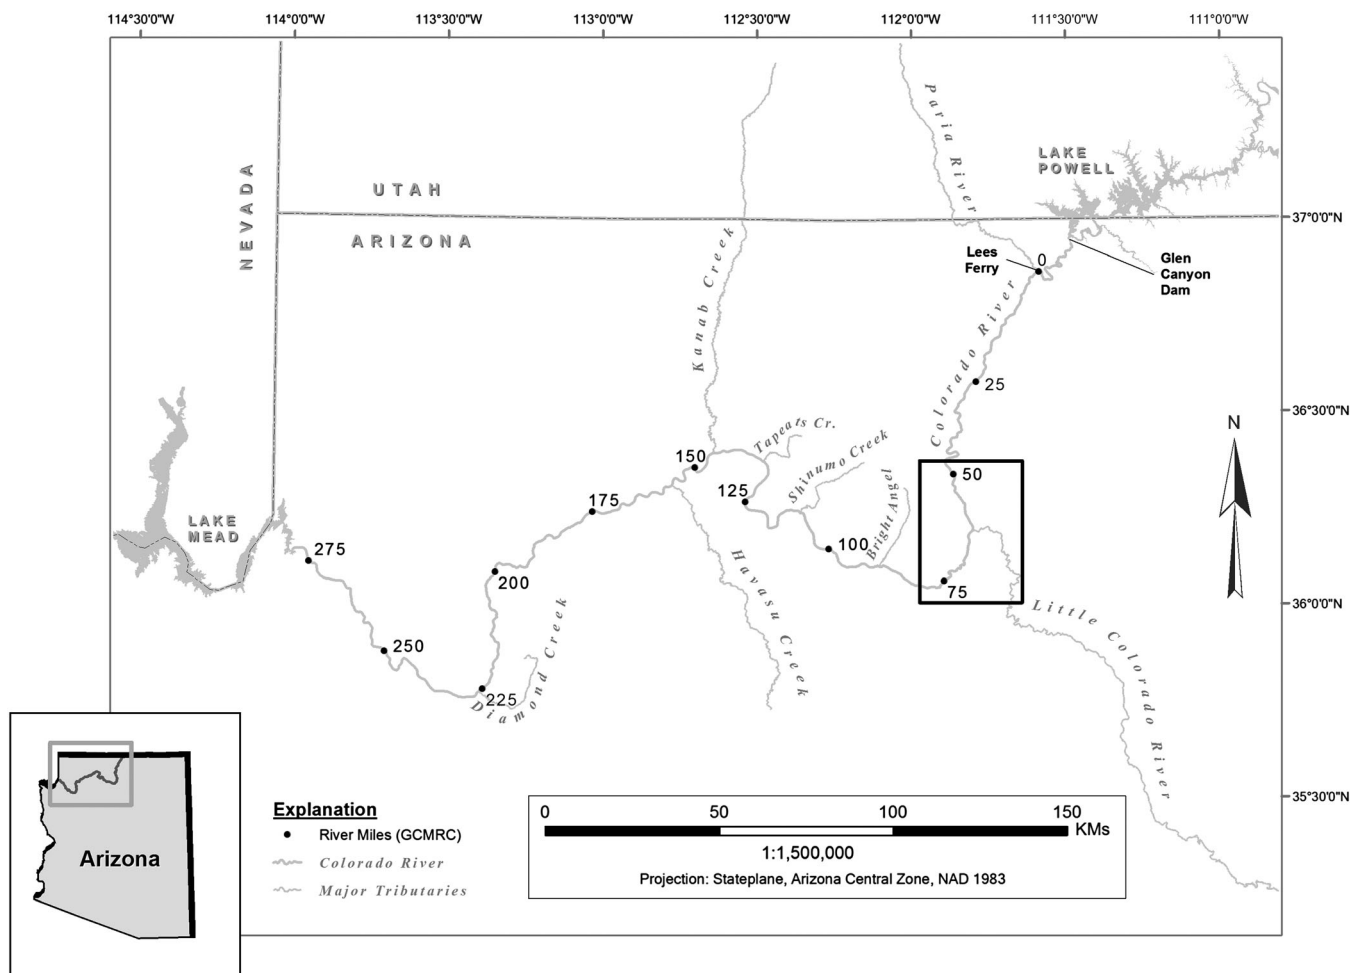 114°30'0"W 114°0'0"W 113°30'0"W 113°0'0"W 112°30'0"W 112°0'0"W 111°30'0"W 111°0'0"W
Paria River
LAKE
POWELL
NEVADA
UTAH
37°0'0"N
ARIZONA
Kanab Creek
Lees
Ferry
0
Glen
Canyon
Dam
Colorado River
25
36°30'0"N
Tapeats Cr.
N
150
Shinumo Creek
50
125
Bright Angel
175
LAKE
MEAD
275
100
Havasu Creek
200
75
36°0'0"N
Little Colorado River
250
Diamond Creek
225
35°30'0"N
Explanation
River Miles (GCMRC)
Colorado River
Major Tributaries
0 50 100 150
KMs
1:1,500,000
Projection: Stateplane, Arizona Central Zone, NAD 1983
Arizona